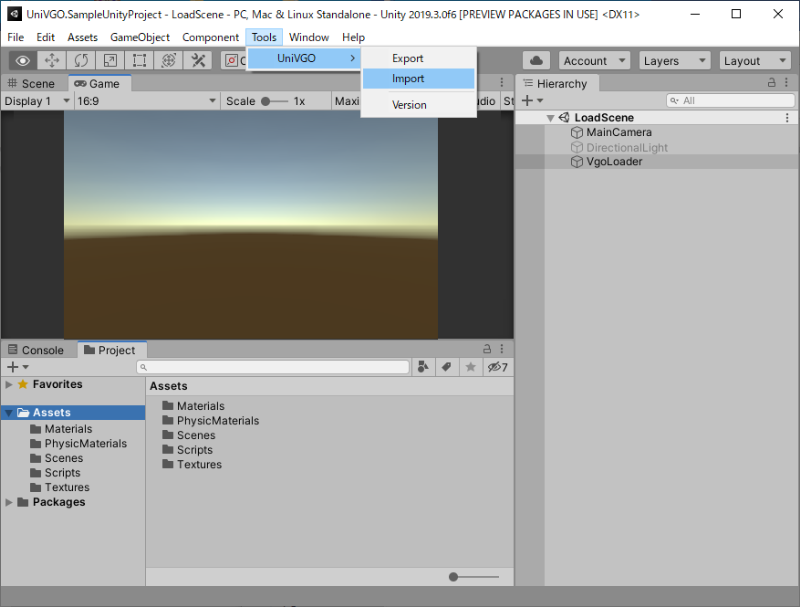 UniVGO.SampleUnityProject - LoadScene - PC, Mac & Linux Standalone - Unity 2019.3.0f6 [PREVIEW PACKAGES IN USE] <DX11>
File Edit Assets GameObject Component Tools Window Help
UniVGO
Export
Import
Version
Account Layers Layout
Scene Game
Display 1 16:9 Scale 1x Maxi udio St
Hierarchy
All
LoadScene
MainCamera
DirectionalLight
VgoLoader
Console Project
7
Favorites
Assets
Materials
PhysicMaterials
Scenes
Scripts
Textures
Packages
Assets
Materials
PhysicMaterials
Scenes
Scripts
Textures